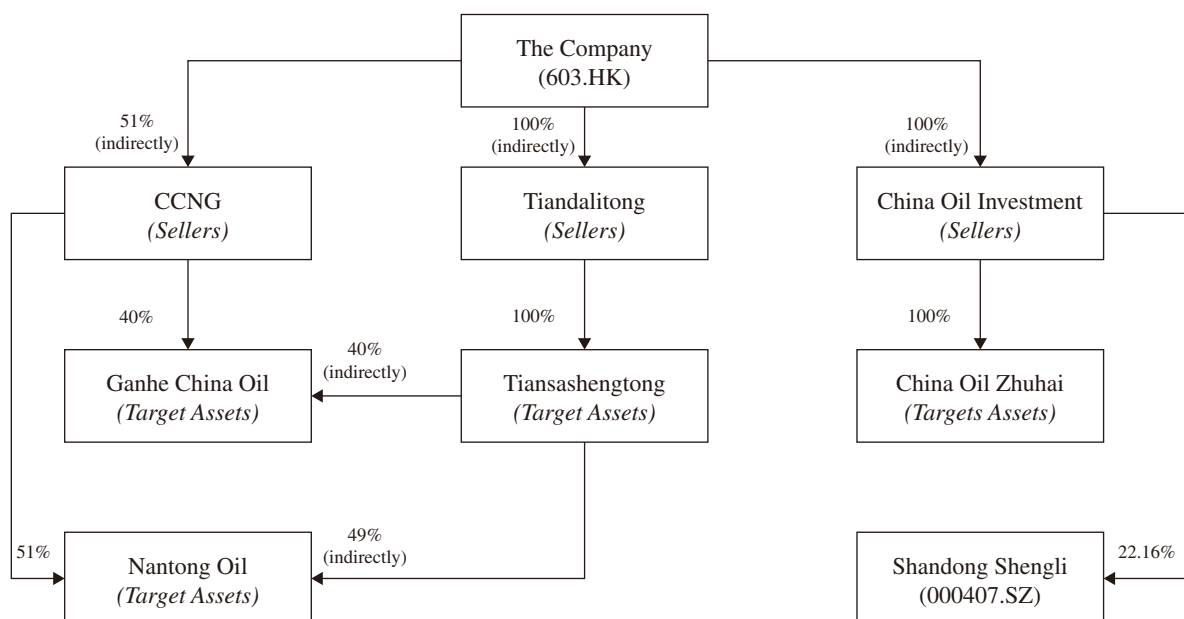 The Company
(603.HK)
51%
(indirectly)
100%
(indirectly)
100%
(indirectly)
CCNG
(Sellers)
Tiandalitong
(Sellers)
China Oil Investment
(Sellers)
40%
100%
100%
40%
(indirectly)
Ganhe China Oil
(Target Assets)
Tiansashengtong
(Target Assets)
China Oil Zhuhai
(Targets Assets)
51%
49%
(indirectly)
22.16%
Nantong Oil
(Target Assets)
Shandong Shengli
(000407.SZ)